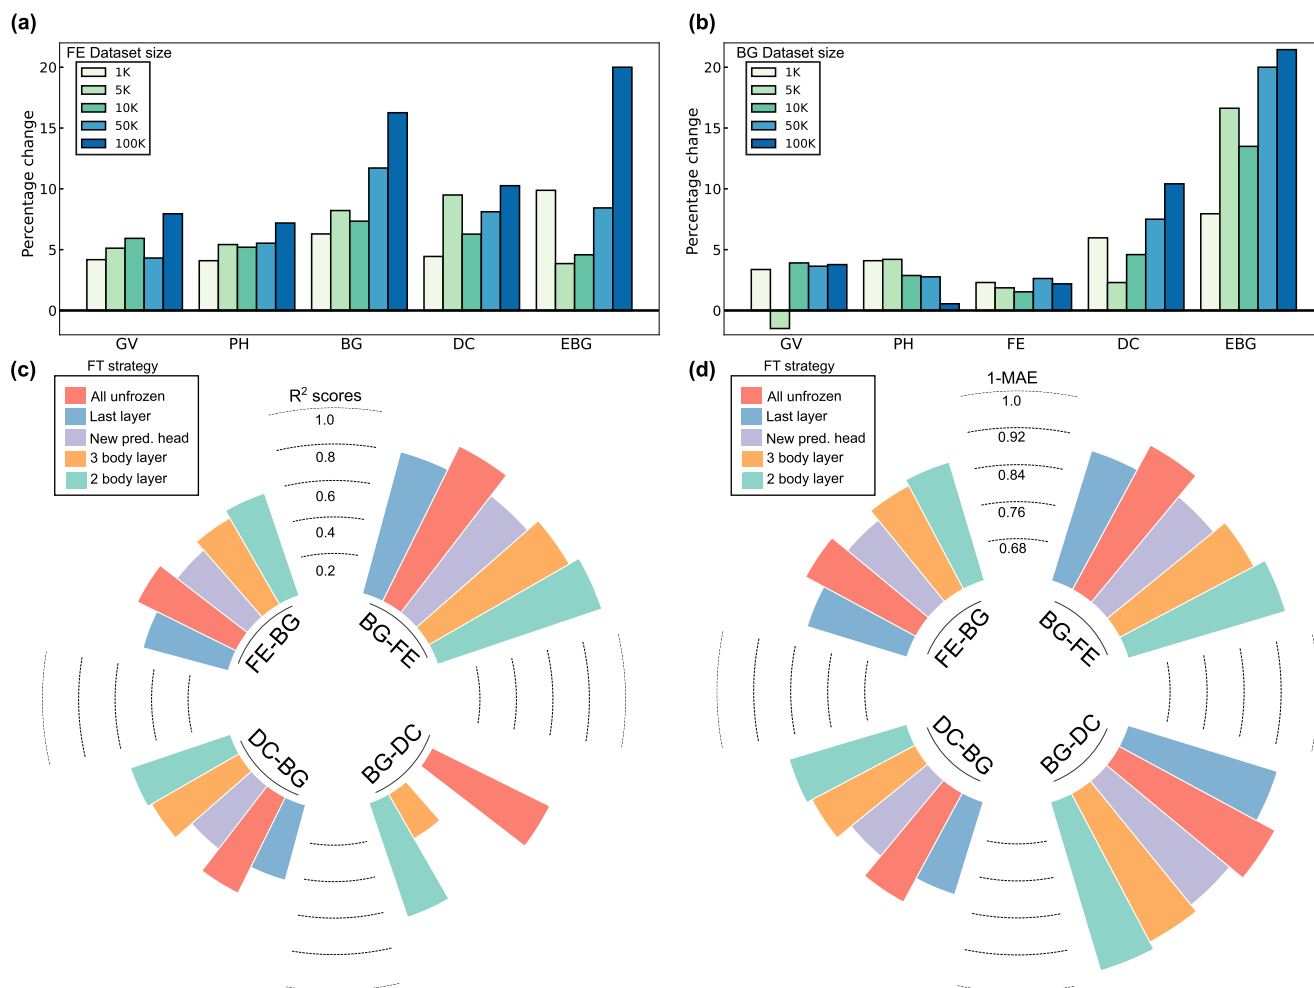 (a)
FE Dataset size
1K
5K
10K
50K
100K
Percentage change
20
15
10
5
0
GV PH BG DC EBG
(b)
BG Dataset size
1K
5K
10K
50K
100K
Percentage change
20
15
10
5
0
GV PH FE DC EBG
(c)
FT strategy
All unfrozen
Last layer
New pred. head
3 body layer
2 body layer
R² scores
1.0
0.8
0.6
0.4
0.2
FE-BG
BG-FE
DC-BG
BG-DC
(d)
FT strategy
All unfrozen
Last layer
New pred. head
3 body layer
2 body layer
1-MAE
1.0
0.92
0.84
0.76
0.68
FE-BG
BG-FE
DC-BG
BG-DC